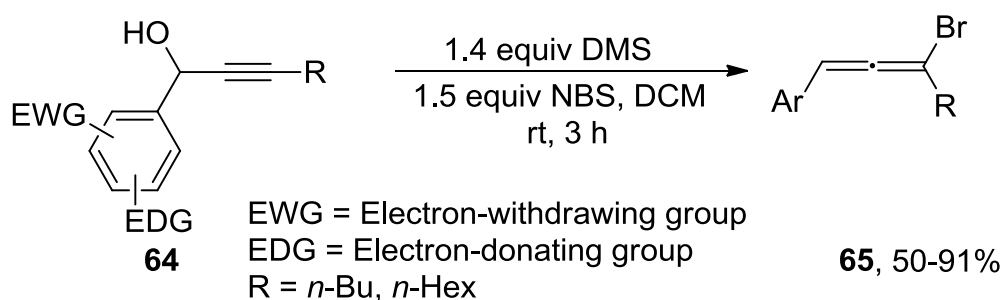 HO
R
EWG
EDG
64
1.4 equiv DMS
1.5 equiv NBS, DCM
rt, 3 h
EWG = Electron-withdrawing group
EDG = Electron-donating group
R = n-Bu, n-Hex
Br
Ar
R
65, 50-91%